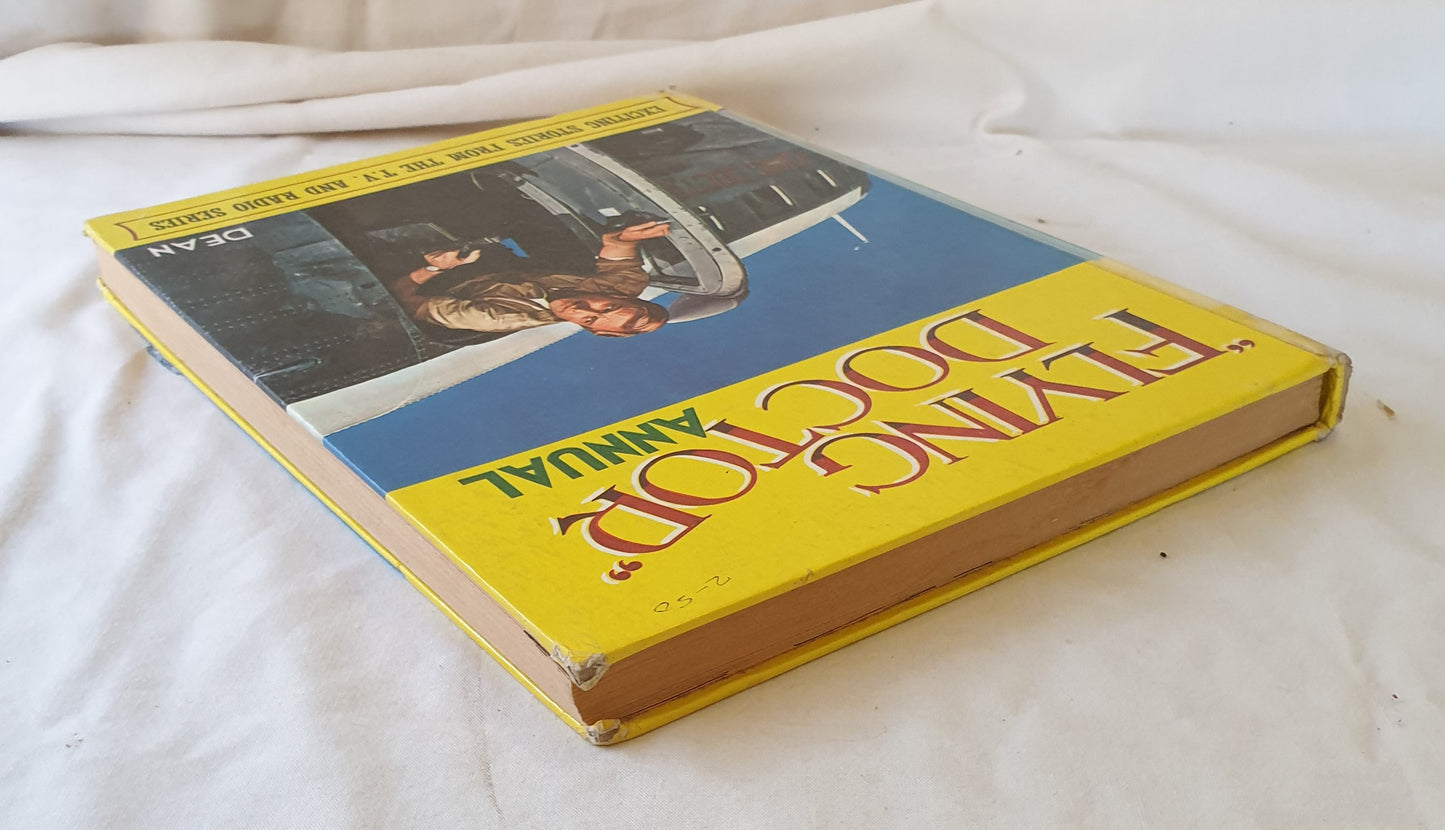 2-50
"FLYING
DOCTOR"
ANNUAL
DEAN
EXCITING STORIES FROM THE T.V. AND RADIO SERIES